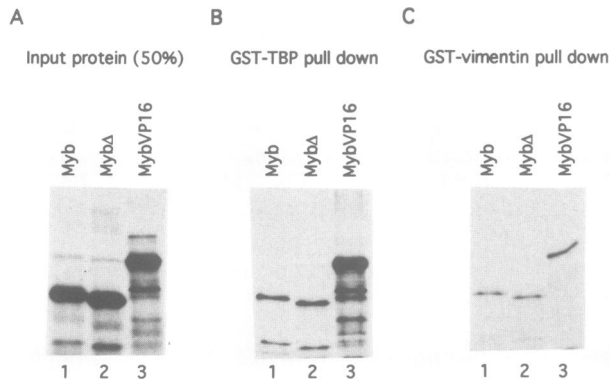 A
B
C
Input protein (50%)
GST-TBP pull down
GST-vimentin pull down
Myb
MybΔ
MybVP16
Myb
MybΔ
MybVP16
Myb
MybΔ
MybVP16
1 2 3
1 2 3
1 2 3